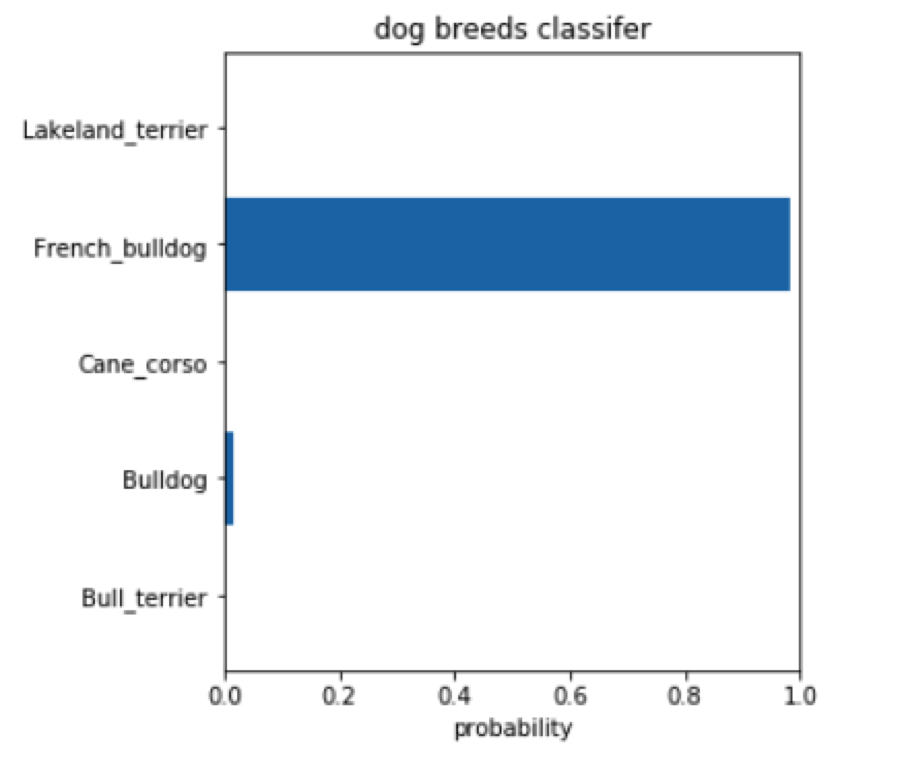 dog breeds classifer
Lakeland_terrier
French_bulldog
Cane_corso
Bulldog
Bull_terrier
0.0 0.2 0.4 0.6 0.8 1.0
probability